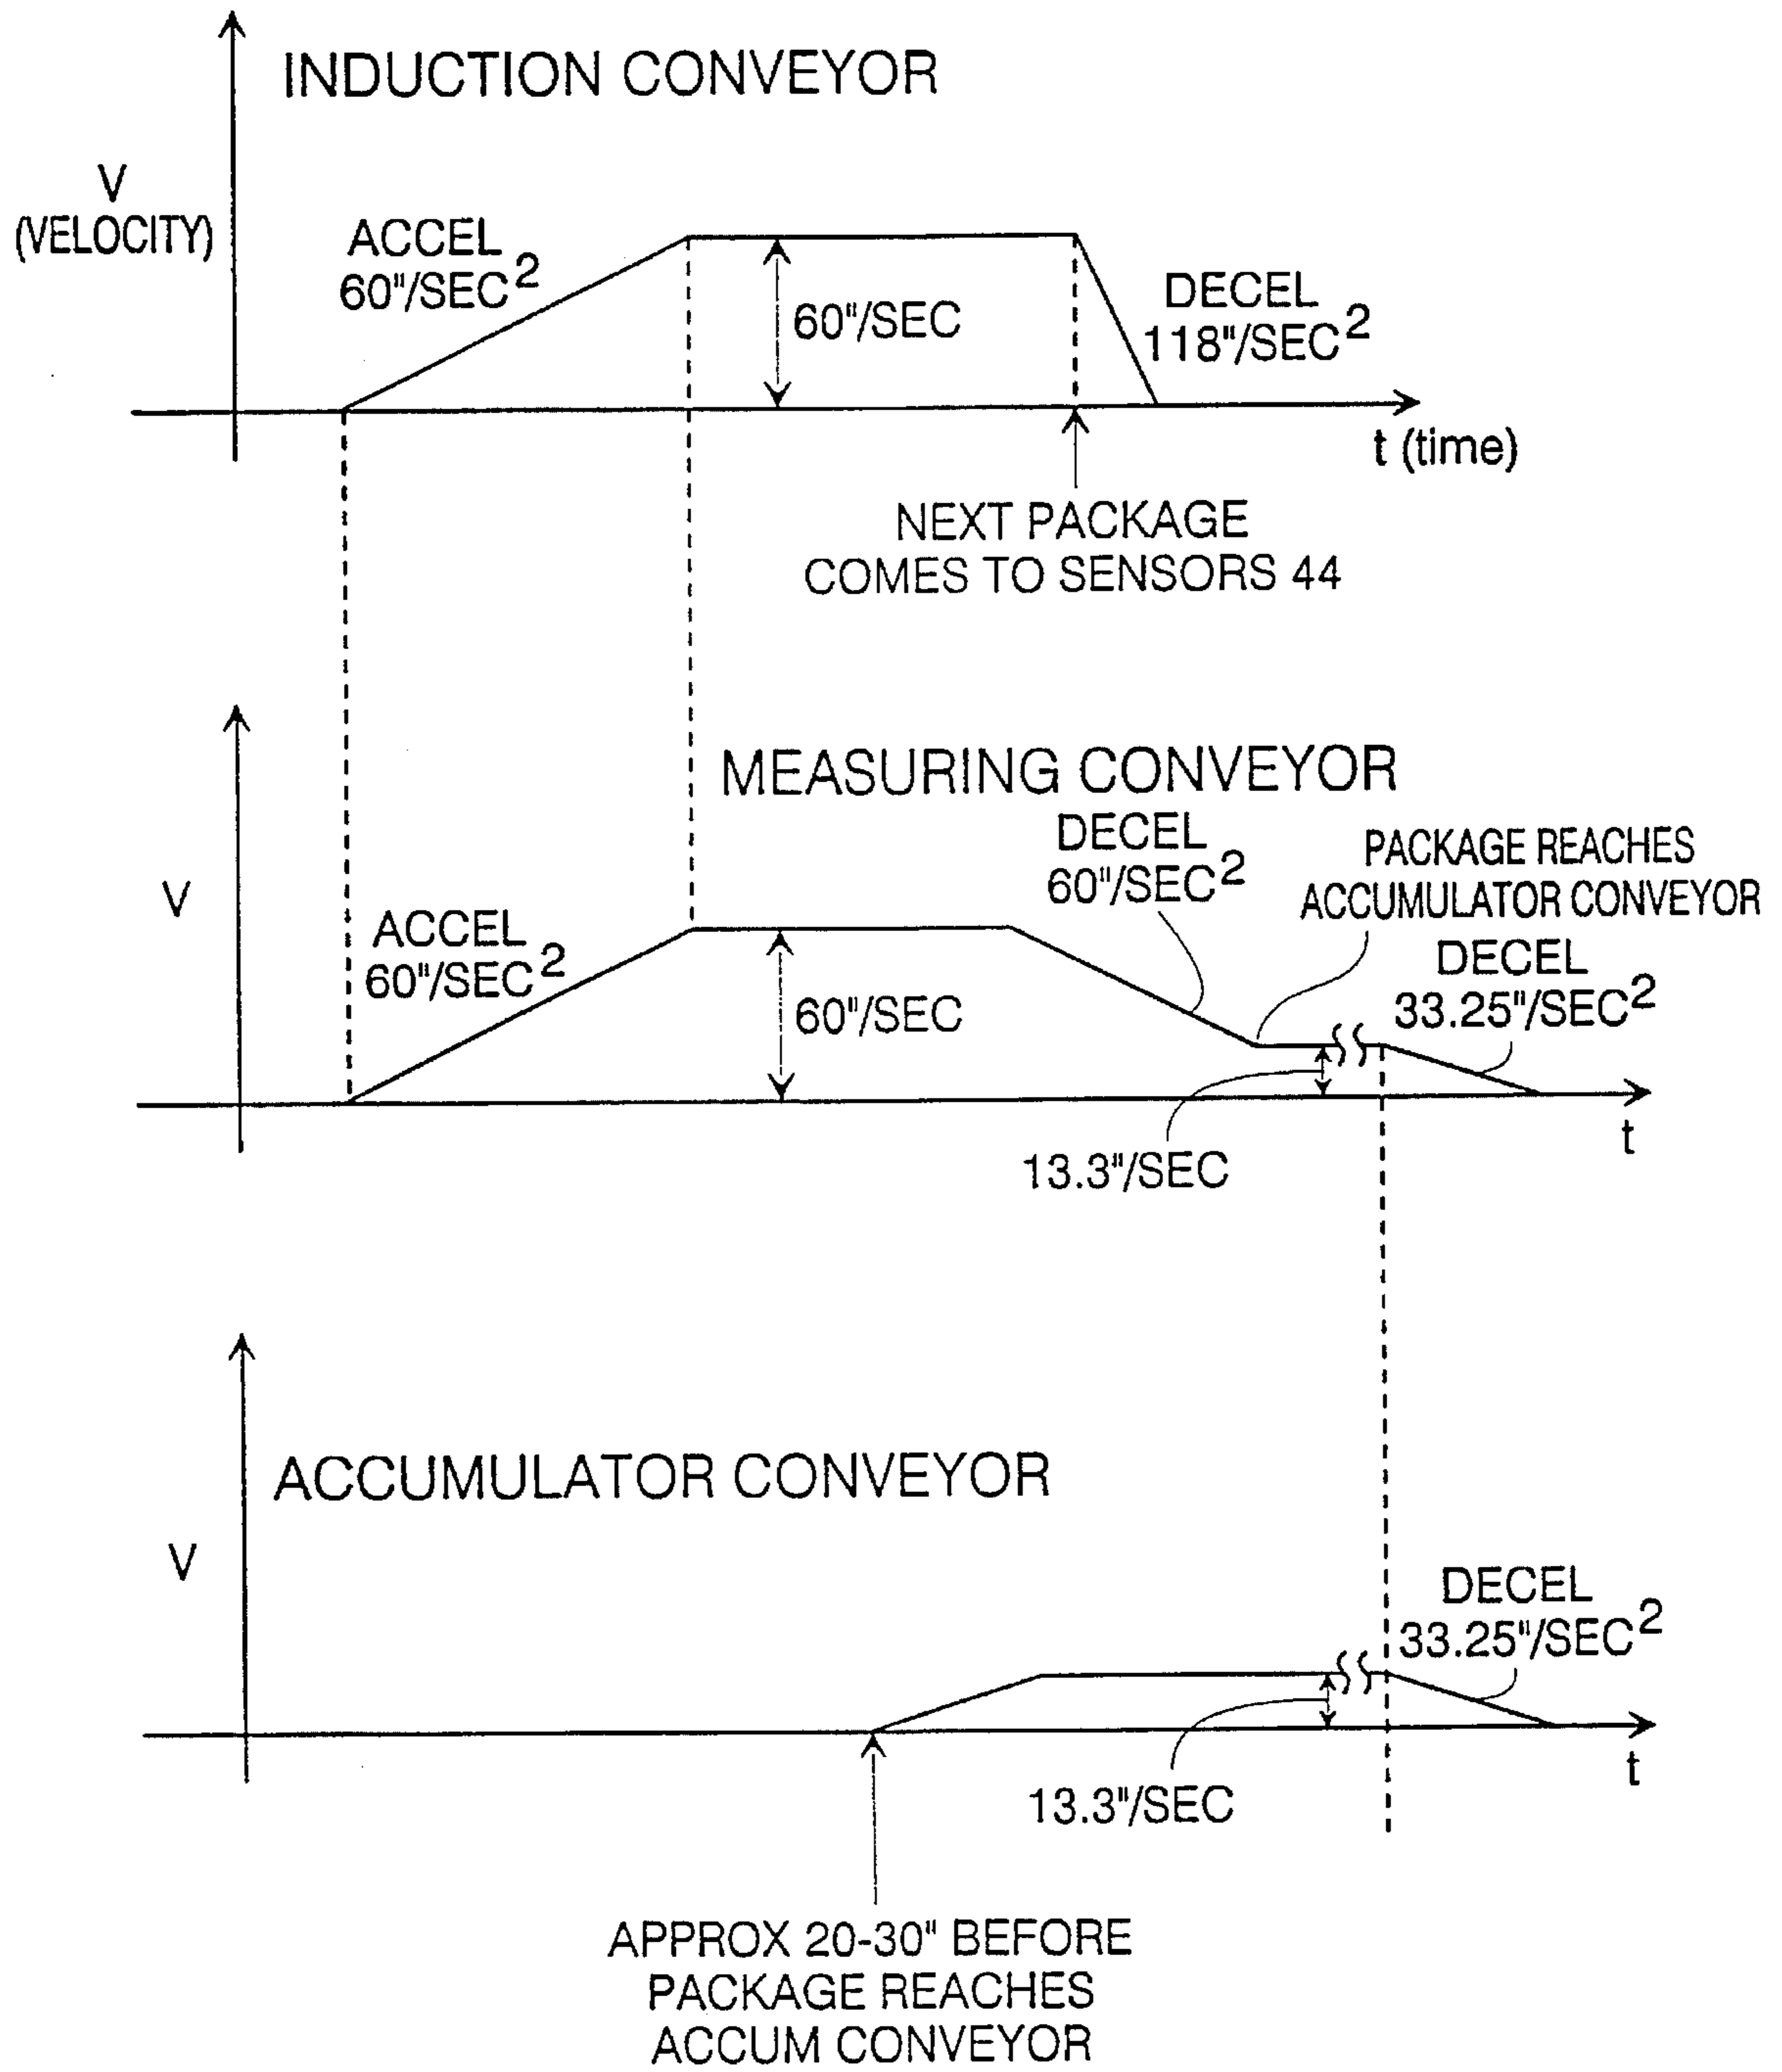 INDUCTION CONVEYOR
V
(VELOCITY)
ACCEL
60"/SEC²
60"/SEC
DECEL
118"/SEC²
t (time)
NEXT PACKAGE
COMES TO SENSORS 44
MEASURING CONVEYOR
V
ACCEL
60"/SEC²
60"/SEC
DECEL
60"/SEC²
PACKAGE REACHES
ACCUMULATOR CONVEYOR
DECEL
33.25"/SEC²
13.3"/SEC
t
ACCUMULATOR CONVEYOR
V
DECEL
33.25"/SEC²
13.3"/SEC
t
APPROX 20-30" BEFORE
PACKAGE REACHES
ACCUM CONVEYOR